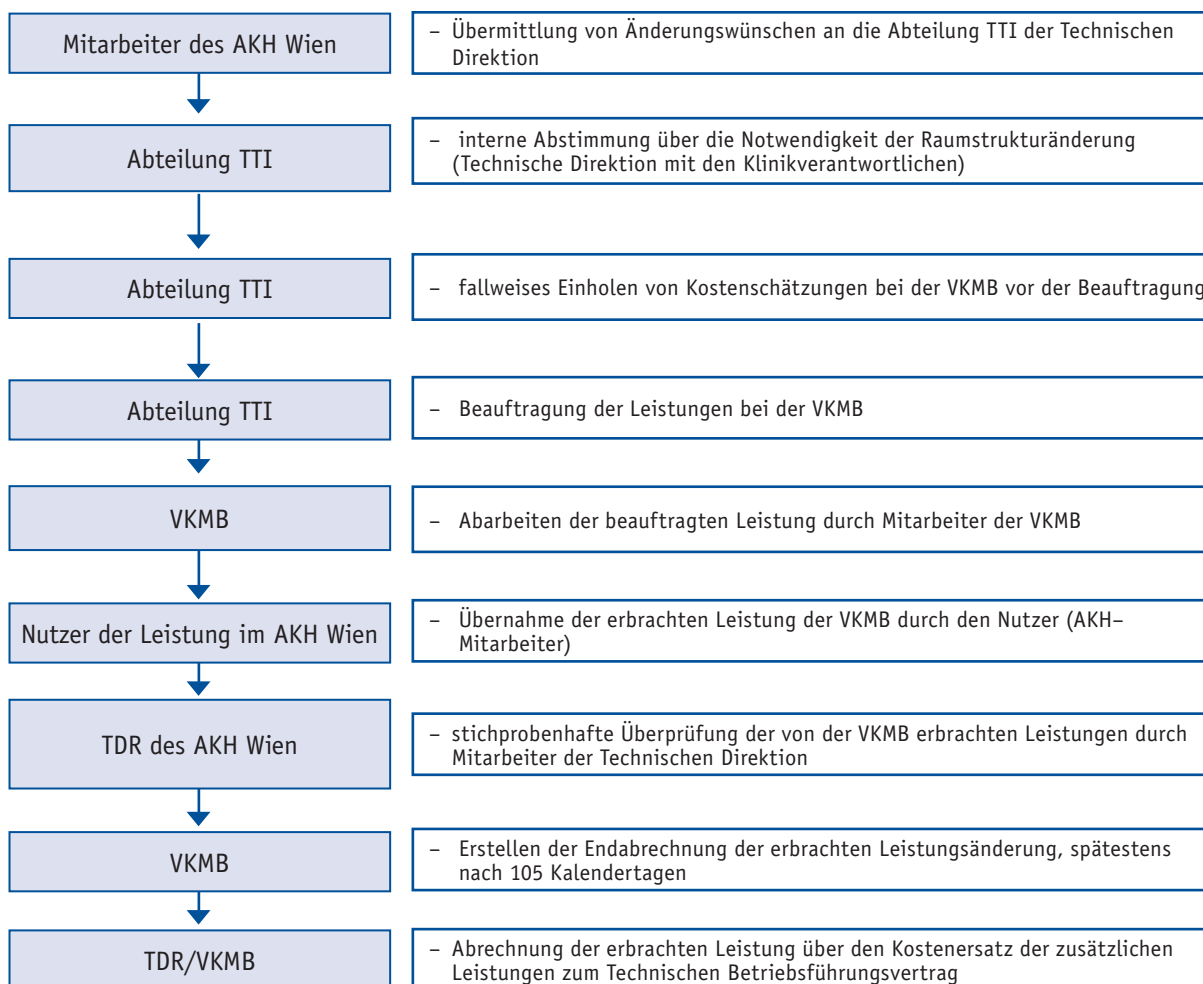 Mitarbeiter des AKH Wien
– Übermittlung von Änderungswünschen an die Abteilung TTI der Technischen
Direktion
Abteilung TTI
– interne Abstimmung über die Notwendigkeit der Raumstrukturänderung
(Technische Direktion mit den Klinikverantwortlichen)
Abteilung TTI
– fallweises Einholen von Kostenschätzungen bei der VKMB vor der Beauftragung
Abteilung TTI
– Beauftragung der Leistungen bei der VKMB
VKMB
– Abarbeiten der beauftragten Leistung durch Mitarbeiter der VKMB
Nutzer der Leistung im AKH Wien
– Übernahme der erbrachten Leistung der VKMB durch den Nutzer (AKH–
Mitarbeiter)
TDR des AKH Wien
– stichprobenhafte Überprüfung der von der VKMB erbrachten Leistungen durch
Mitarbeiter der Technischen Direktion
VKMB
– Erstellen der Endabrechnung der erbrachten Leistungsänderung, spätestens
nach 105 Kalendertagen
TDR/VKMB
– Abrechnung der erbrachten Leistung über den Kostenersatz der zusätzlichen
Leistungen zum Technischen Betriebsführungsvertrag